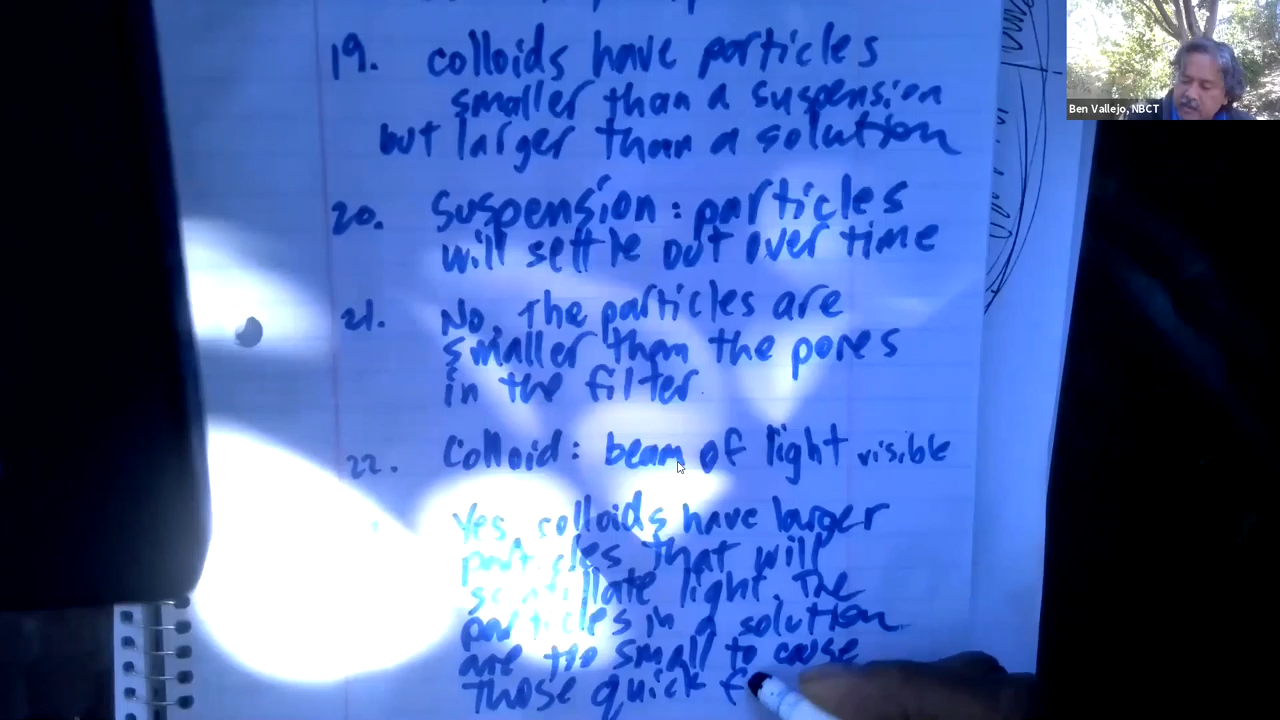 19. colloids have particles
smaller than a suspension
but larger than a solution
20. Suspension: particles
will settle out over time
21. No, The particles are
smaller than the pores
in the filter.
22. Colloid: beam of light visible
Yes, colloids have larger
particles that will
scintillate light. The
particles in a solution
are too small to cause
those quick
Ben Vallejo, NBCT